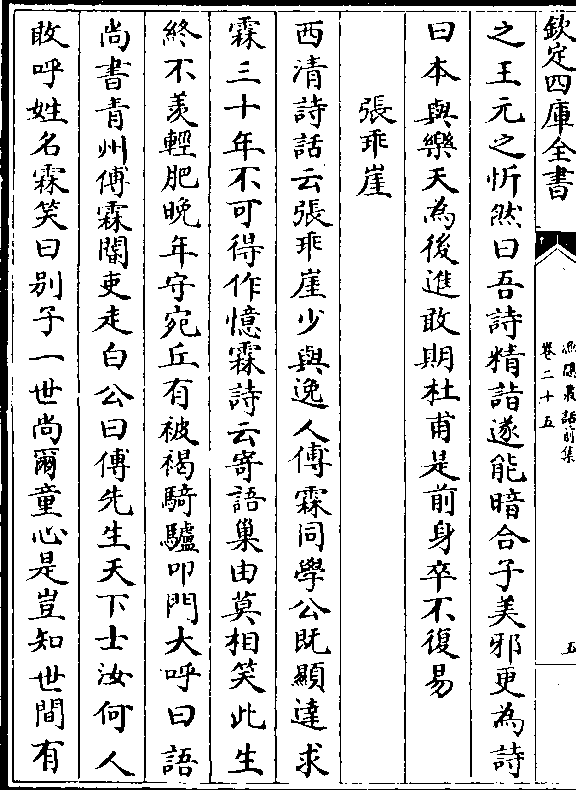 欽定四庫全書
漁隱叢話前集
卷二十五
五
之王元之忻然曰吾詩精詣遂能暗合子美邪更為詩
曰本與樂天為後進敢期杜甫是前身卒不復易
張乖崖
西清詩話云張乖崖少與逸人傅霖同學公既顯達求
霖三十年不可得作憶霖詩云寄語巢由莫相笑此生
終不羡輕肥晚年守宛丘有被褐騎驢叩門大呼曰語
尚書青州傅霖閽吏走白公曰傅先生天下士汝何人
敢呼姓名霖笑曰别子一世尚爾童心是豈知世間有